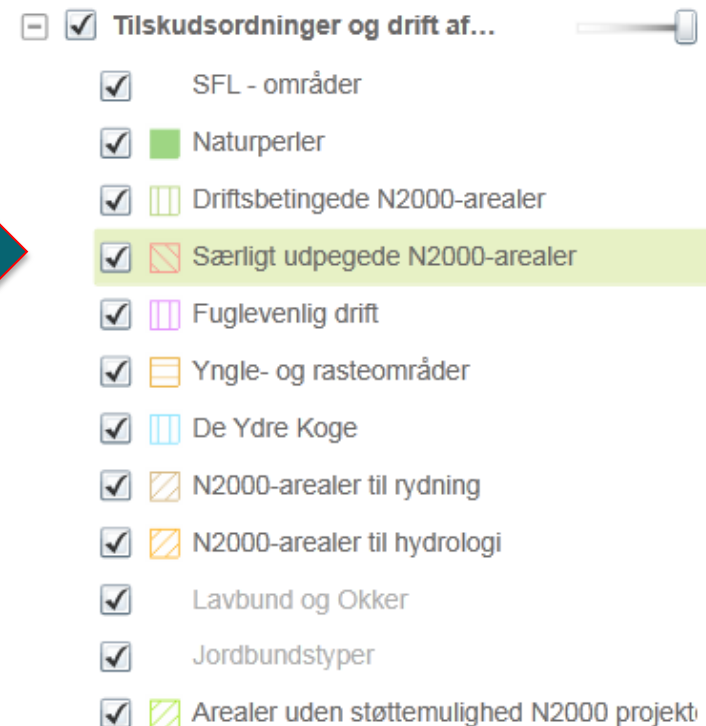 Tilskudsordninger og drift af...
SFL - områder
Naturperler
Driftsbetingede N2000-arealer
Særligt udpegede N2000-arealer
Fuglevenlig drift
Yngle- og rasteområder
De Ydre Koge
N2000-arealer til rydning
N2000-arealer til hydrologi
Lavbund og Okker
Jordbundstyper
Arealer uden støttemulighed N2000 projekt